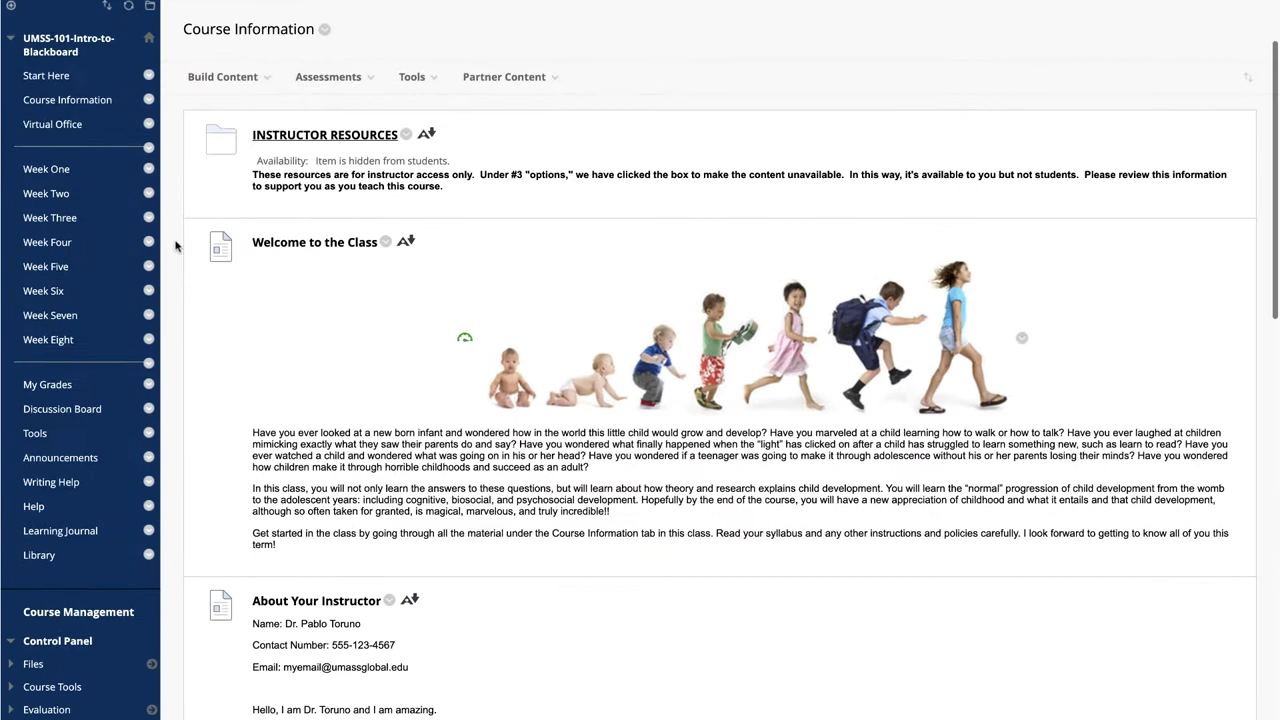 UMSS-101-Intro-to-
Blackboard
Start Here
Course Information
Virtual Office
Week One
Week Two
Week Three
Week Four
Week Five
Week Six
Week Seven
Week Eight
My Grades
Discussion Board
Tools
Announcements
Writing Help
Help
Learning Journal
Library
Course Management
Control Panel
Files
Course Tools
Evaluation
Course Information
Build Content Assessments Tools Partner Content
INSTRUCTOR RESOURCES
Availability: Item is hidden from students.
These resources are for instructor access only. Under #3 "options," we have clicked the box to make the content unavailable. In this way, it's available to you but not students. Please review this information
to support you as you teach this course.
Welcome to the Class
Have you ever looked at a new born infant and wondered how in the world this little child would grow and develop? Have you marveled at a child learning how to walk or how to talk? Have you ever laughed at children
mimicking exactly what they saw their parents do and say? Have you wondered what finally happened when the “light” has clicked on after a child has struggled to learn something new, such as learn to read? Have you
ever watched a child and wondered what was going on in his or her head? Have you wondered if a teenager was going to make it through adolescence without his or her parents losing their minds? Have you wondered
how children make it through horrible childhoods and succeed as an adult?
In this class, you will not only learn the answers to these questions, but will learn about how theory and research explains child development. You will learn the “normal” progression of child development from the womb
to the adolescent years: including cognitive, biosocial, and psychosocial development. Hopefully by the end of the course, you will have a new appreciation of childhood and what it entails and that child development,
although so often taken for granted, is magical, marvelous, and truly incredible!!
Get started in the class by going through all the material under the Course Information tab in this class. Read your syllabus and any other instructions and policies carefully. I look forward to getting to know all of you this
term!
About Your Instructor
Name: Dr. Pablo Toruno
Contact Number: 555-123-4567
Email: myemail@umassglobal.edu
Hello, I am Dr. Toruno and I am amazing.